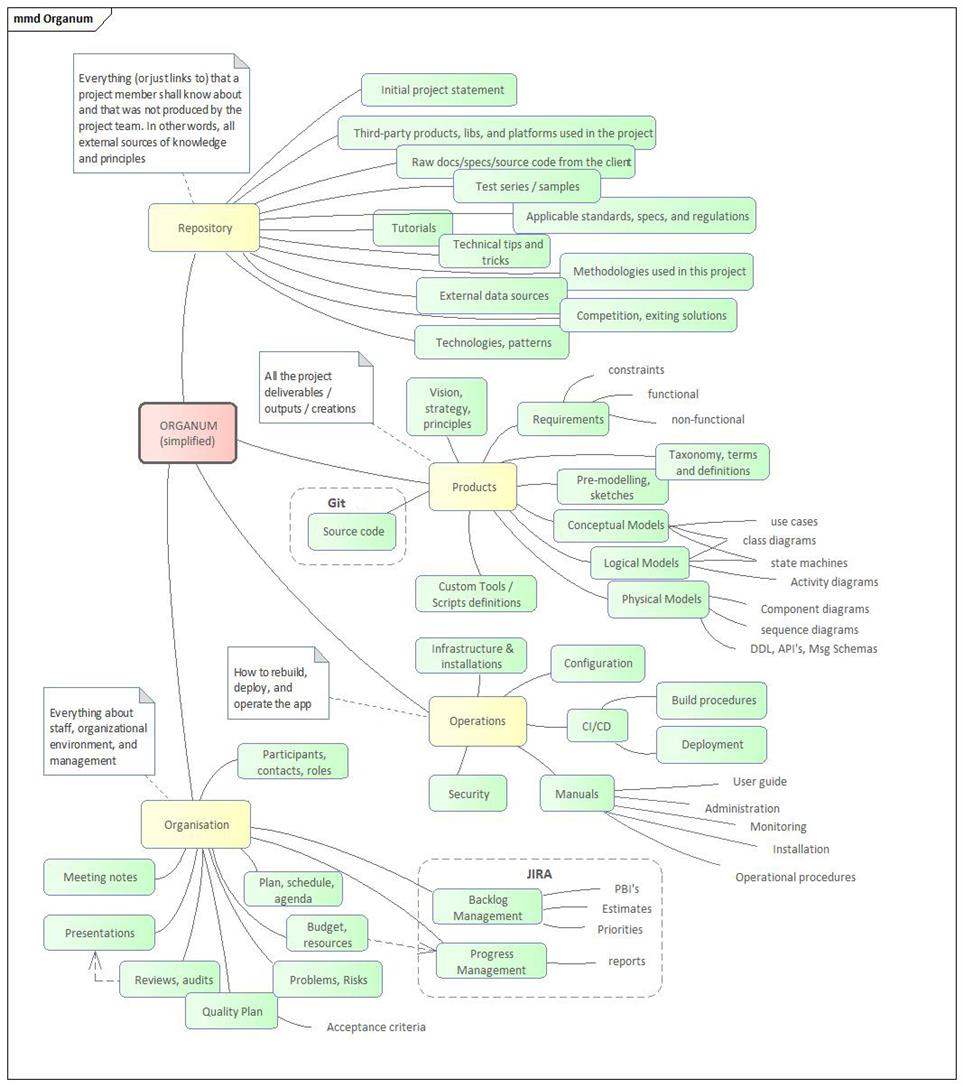 mmd Organum
Everything (or just links to) that a
project member shall know about
and that was not produced by the
project team. In other words, all
external sources of knowledge
and principles
Initial project statement
Third-party products, libs, and platforms used in the project
Raw docs/specs/source code from the client
Test series / samples
Applicable standards, specs, and regulations
Repository
Tutorials
Technical tips and
tricks
Methodologies used in this project
External data sources
Competition, exiting solutions
Technologies, patterns
All the project
deliverables /
outputs / creations
ORGANUM
(simplified)
Vision,
strategy,
principles
Requirements
constraints
functional
non-functional
Taxonomy, terms
and definitions
Products
Pre-modelling,
sketches
Git
Source code
Conceptual Models
use cases
class diagrams
Logical Models
state machines
Activity diagrams
Physical Models
Component diagrams
sequence diagrams
DDL, API's, Msg Schemas
Custom Tools /
Scripts definitions
Infrastructure &
installations
Configuration
How to rebuild,
deploy, and
operate the app
Operations
CI/CD
Build procedures
Deployment
Security
Manuals
User guide
Administration
Monitoring
Installation
Operational procedures
Everything about
staff, organizational
environment, and
management
Participants,
contacts, roles
Organisation
Meeting notes
Plan, schedule,
agenda
JIRA
Backlog
Management
PBI's
Estimates
Priorities
Presentations
Budget,
resources
Progress
Management
reports
Reviews, audits
Problems, Risks
Quality Plan
Acceptance criteria